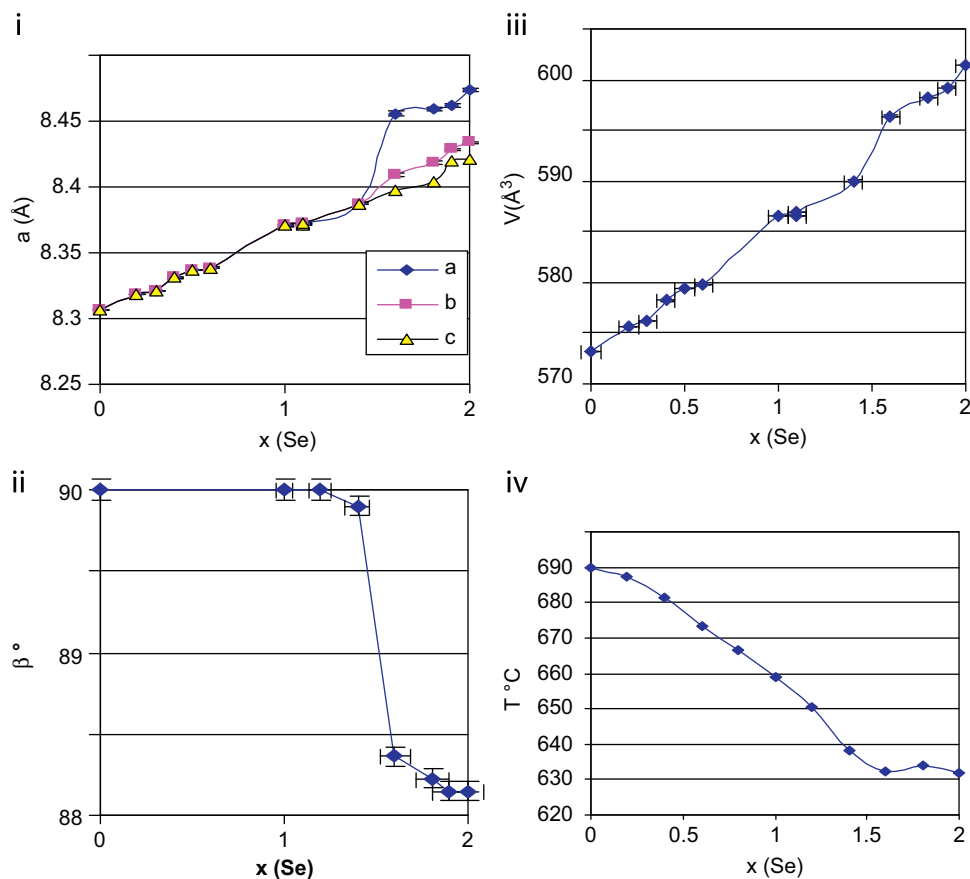 i
a (Å)
8.45
8.4
8.35
8.3
8.25
0
1
2
x (Se)
a
b
c
iii
V(Å³)
600
590
580
570
0
0.5
1
1.5
2
x (Se)
ii
β °
90
89
88
0
1
2
x (Se)
iv
T °C
690
680
670
660
650
640
630
620
0
0.5
1
1.5
2
x (Se)